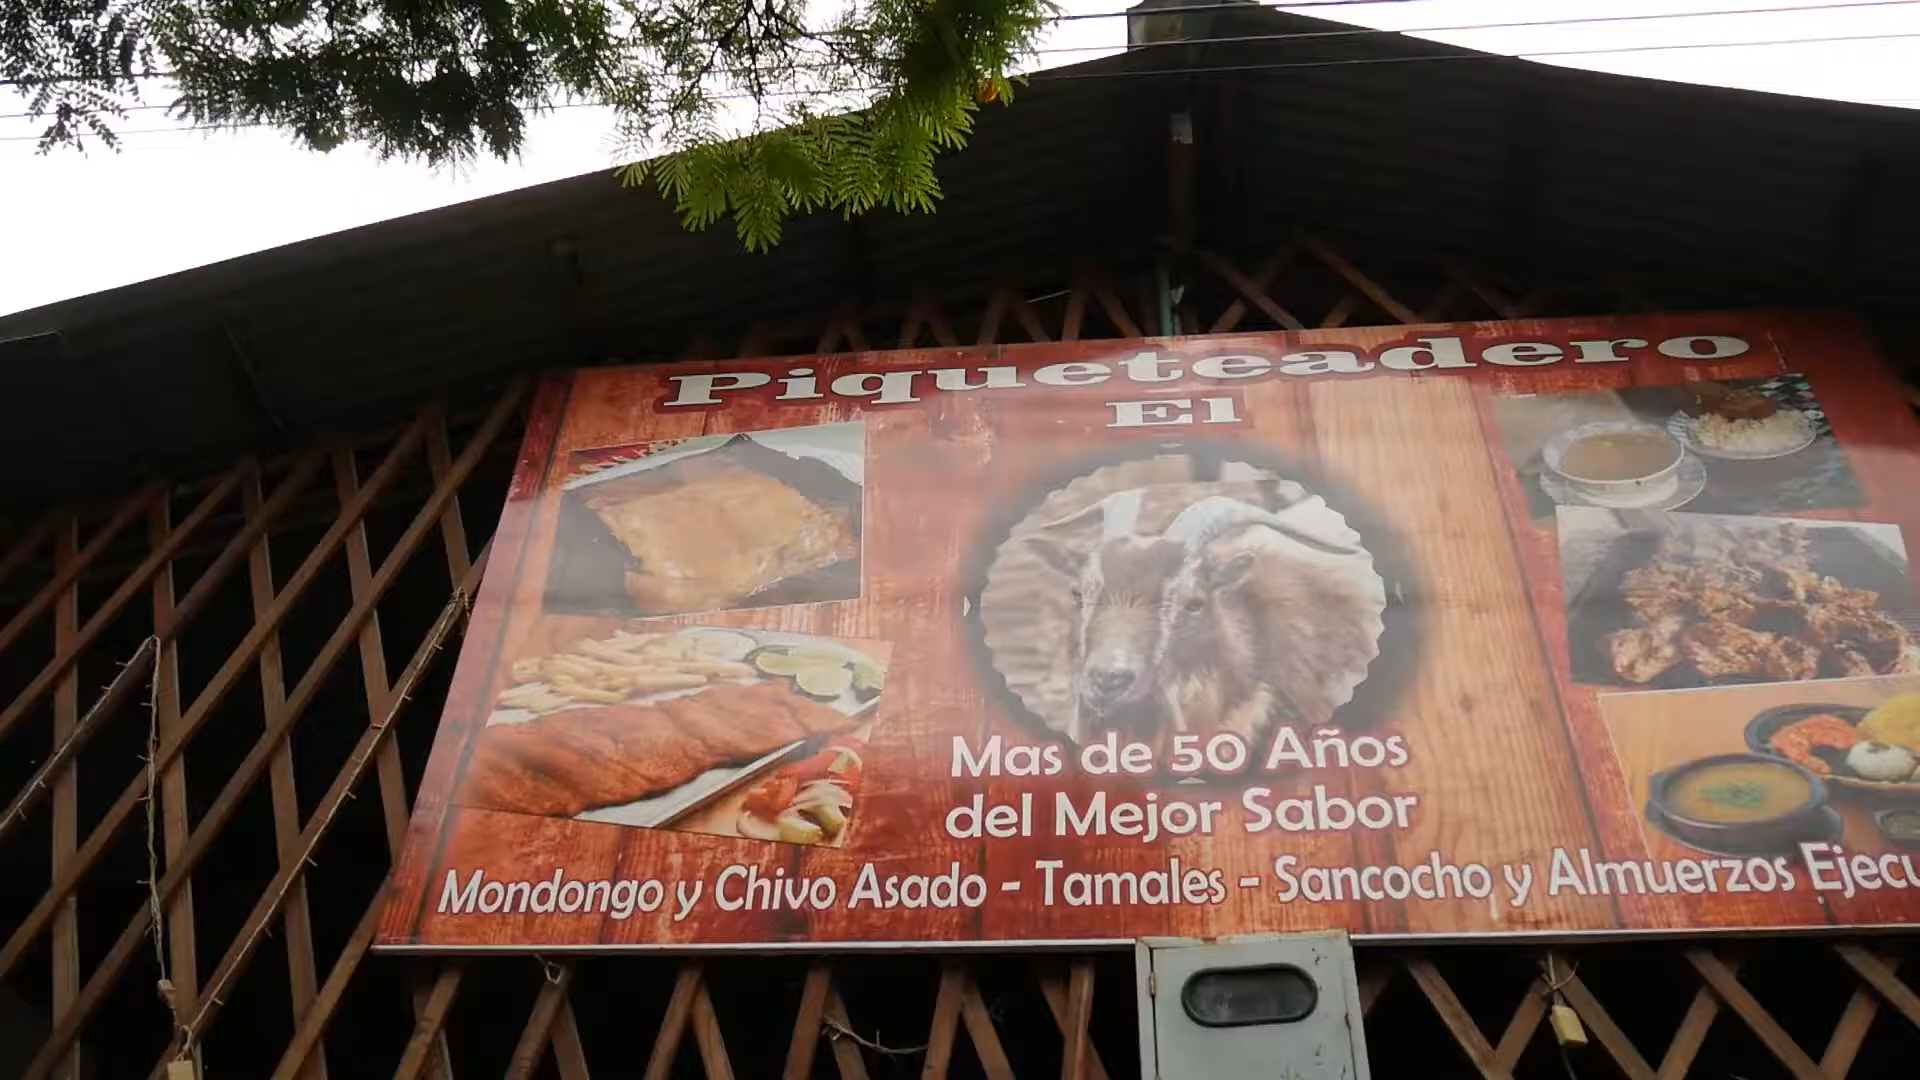 Piqueteadero
El
Mas de 50 Años
del Mejor Sabor
Mondongo y Chivo Asado - Tamales - Sancocho y Almuerzos Ejecu